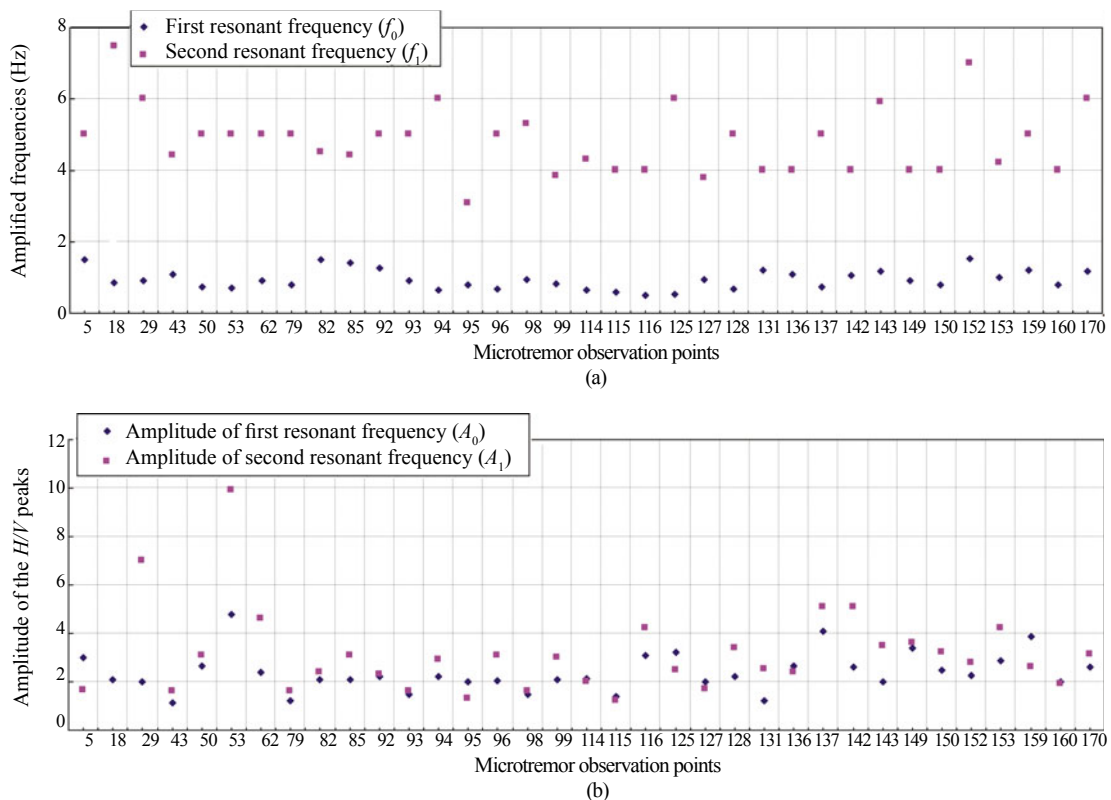 First resonant frequency (f0)
Second resonant frequency (f1)
Amplified frequencies (Hz)
8
6
4
2
0
5 18 29 43 50 53 62 79 82 85 92 93 94 95 96 98 99 114 115 116 125 127 128 131 136 137 142 143 149 150 152 153 159 160 170
Microtremor observation points
(a)
Amplitude of first resonant frequency (A0)
Amplitude of second resonant frequency (A1)
Amplitude of the H/V peaks
12
10
8
6
4
2
0
5 18 29 43 50 53 62 79 82 85 92 93 94 95 96 98 99 114 115 116 125 127 128 131 136 137 142 143 149 150 152 153 159 160 170
Microtremor observation points
(b)